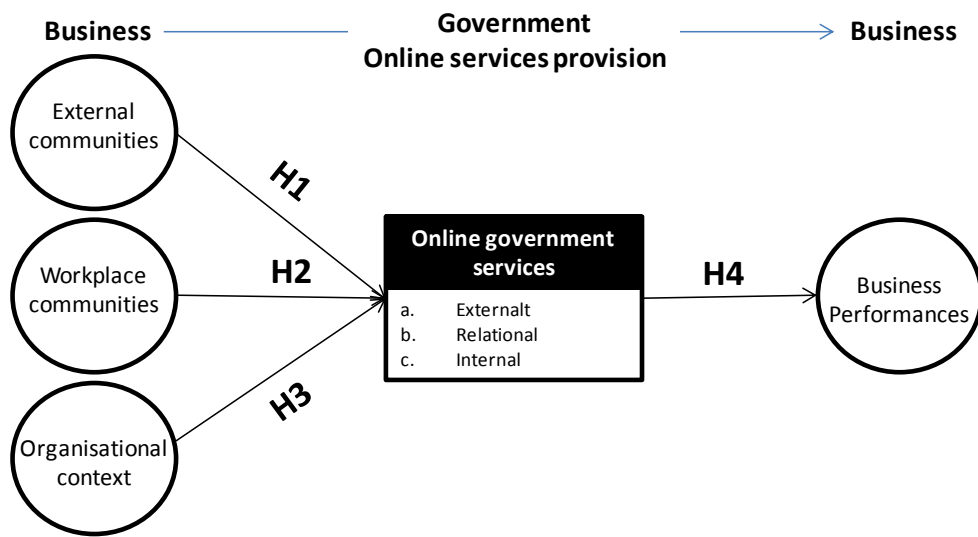 Business
Government
Online services provision
Business
External
communities
H1
Workplace
communities
H2
Organisational
context
H3
Online government
services
a. Externalt
b. Relational
c. Internal
H4
Business
Performances